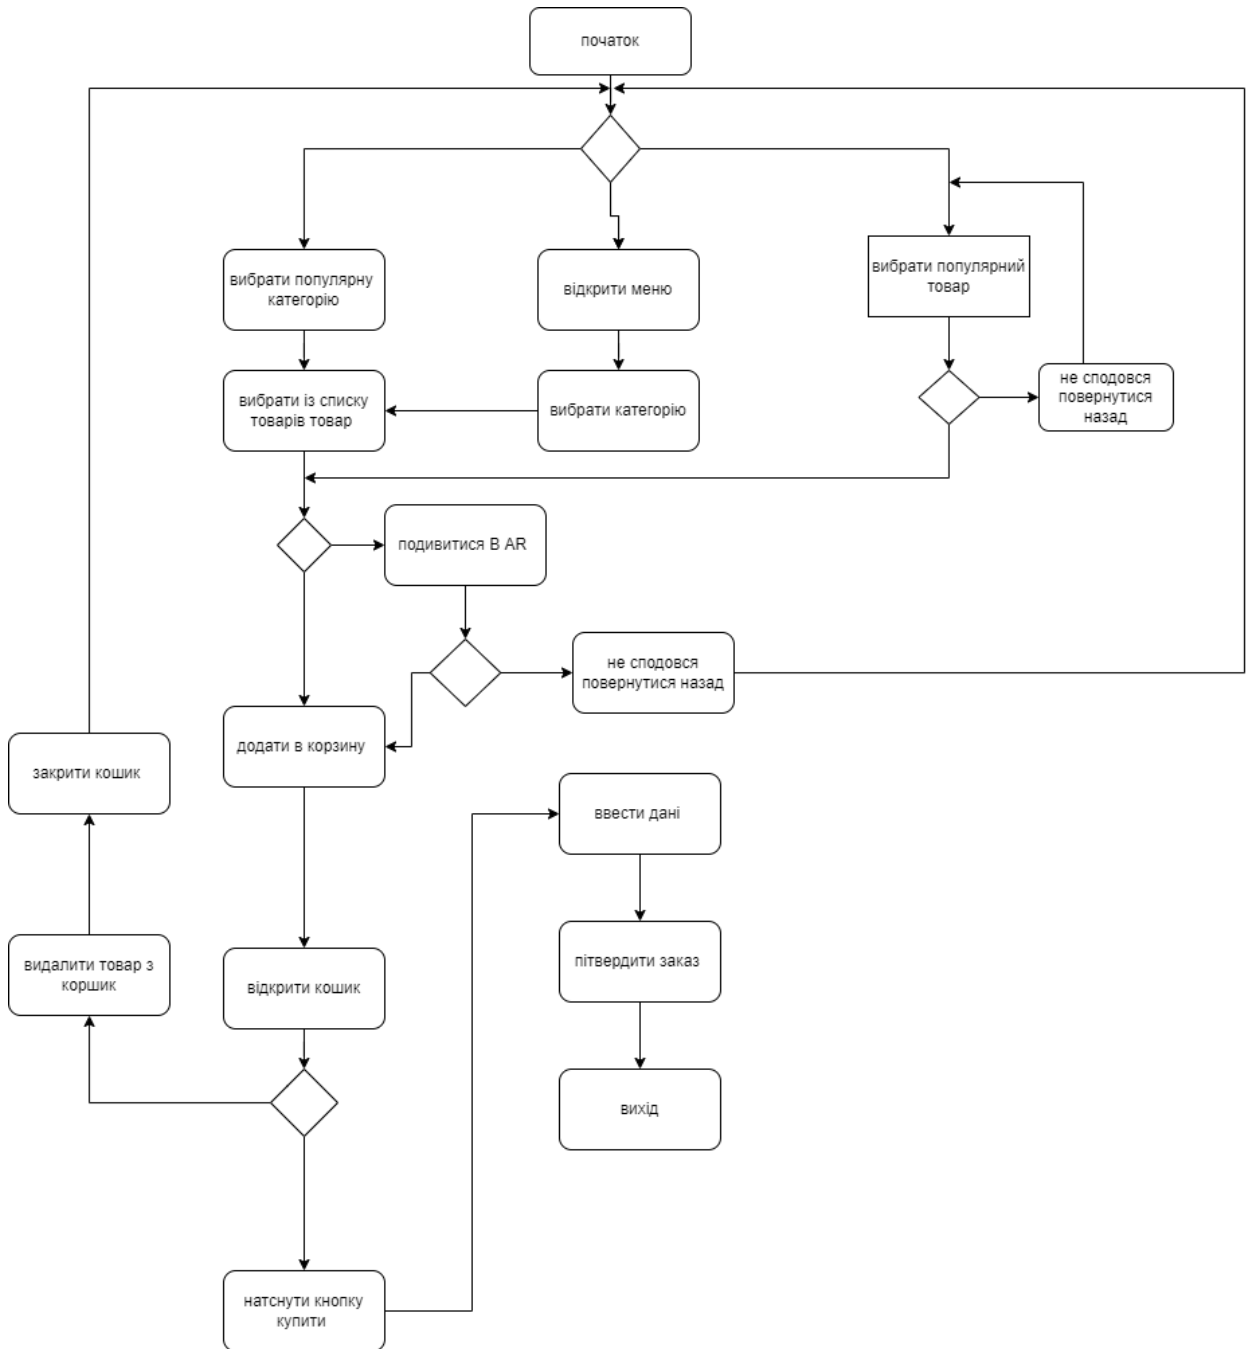 початок
вибрати популярну
категорію
відкрити меню
вибрати популярний
товар
вибрати із списку
товарів товар
вибрати категорію
не сподовся
повернутися
назад
подивитися В AR
не сподовся
повернутися назад
додати в корзину
закрити кошик
ввести дані
видалити товар з
коршик
відкрити кошик
пітвердити заказ
вихід
натснути кнопку
купити